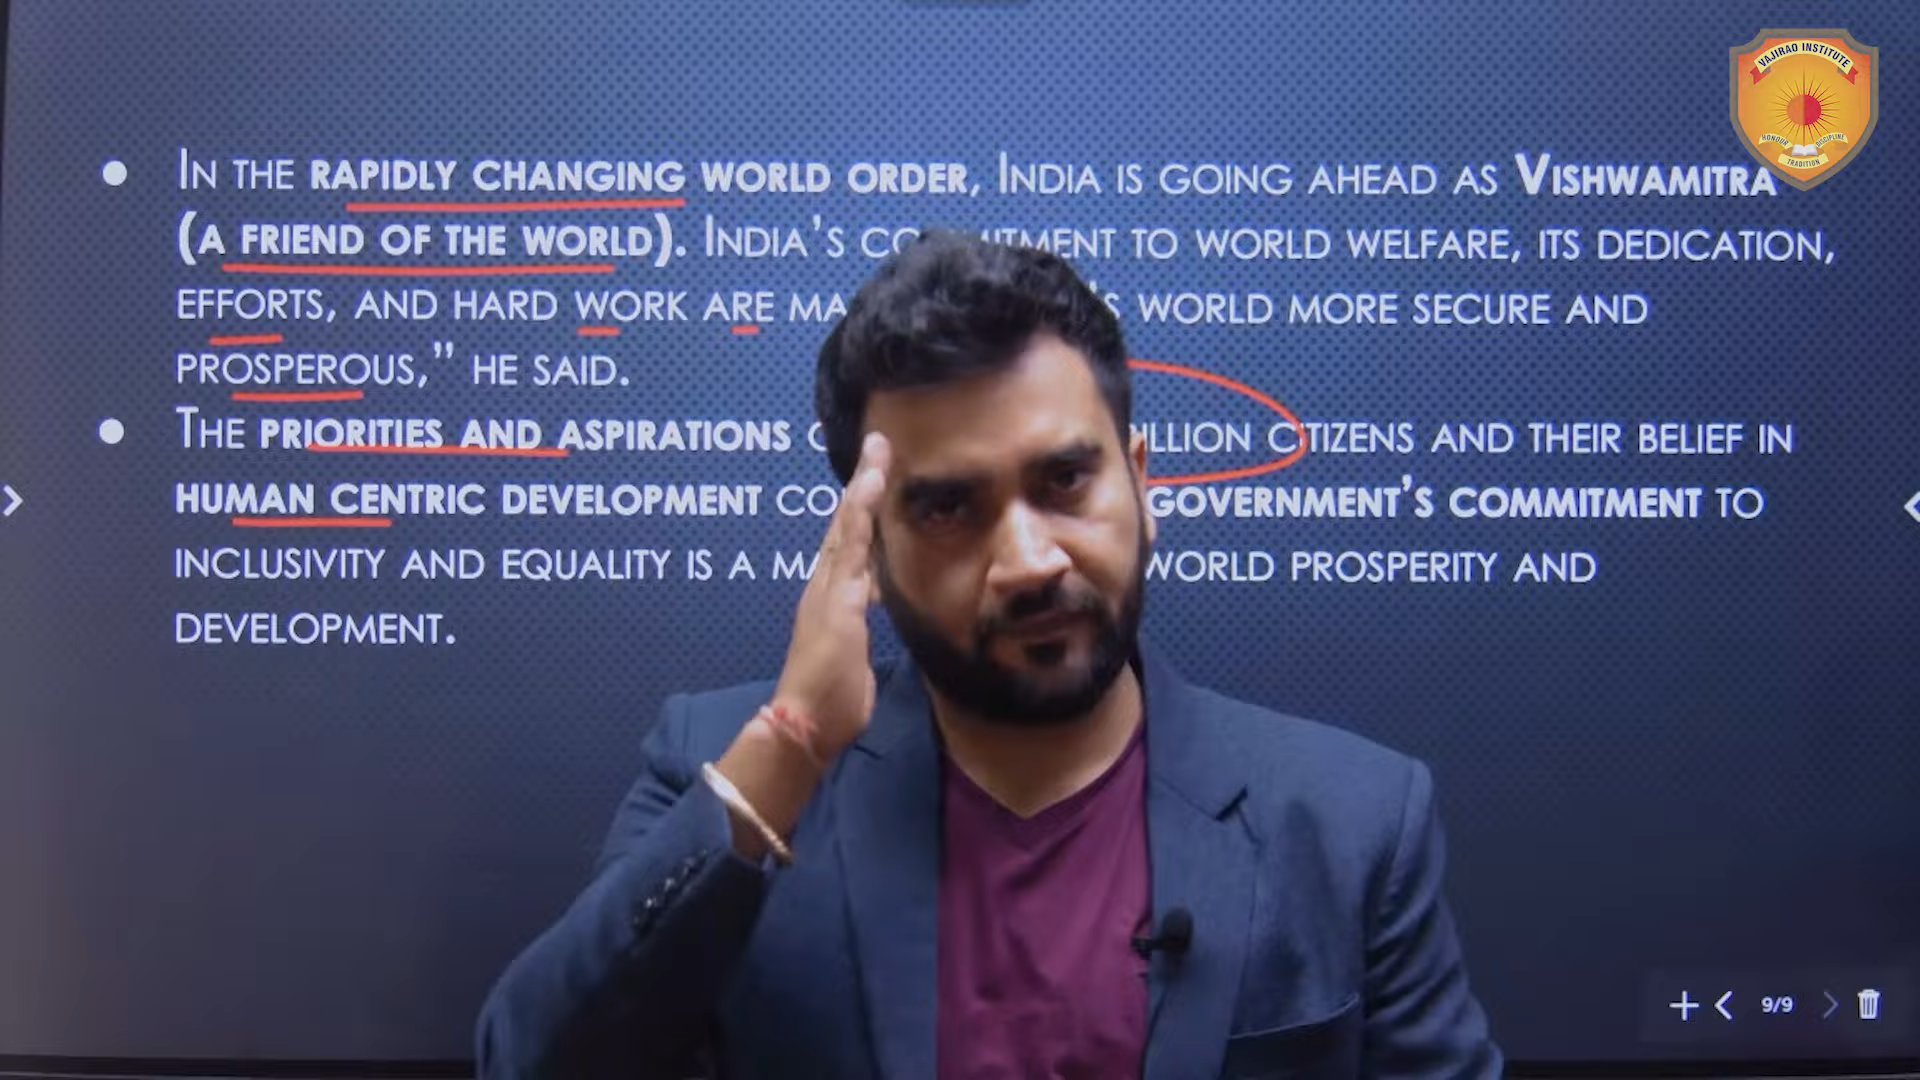 VAJIRAO INSTITUTE
HONOUR DISCIPLINE
TRADITION
IN THE RAPIDLY CHANGING WORLD ORDER, INDIA IS GOING AHEAD AS VISHWAMITRA
(A FRIEND OF THE WORLD). INDIA'S TO WORLD WELFARE, ITS DEDICATION,
EFFORTS, AND HARD WORK ARE WORLD MORE SECURE AND
PROSPEROUS,” HE SAID.
THE PRIORITIES AND ASPIRATIONS CITIZENS AND THEIR BELIEF IN
HUMAN CENTRIC DEVELOPMENT GOVERNMENT'S COMMITMENT TO
INCLUSIVITY AND EQUALITY IS A WORLD PROSPERITY AND
DEVELOPMENT.
9/9